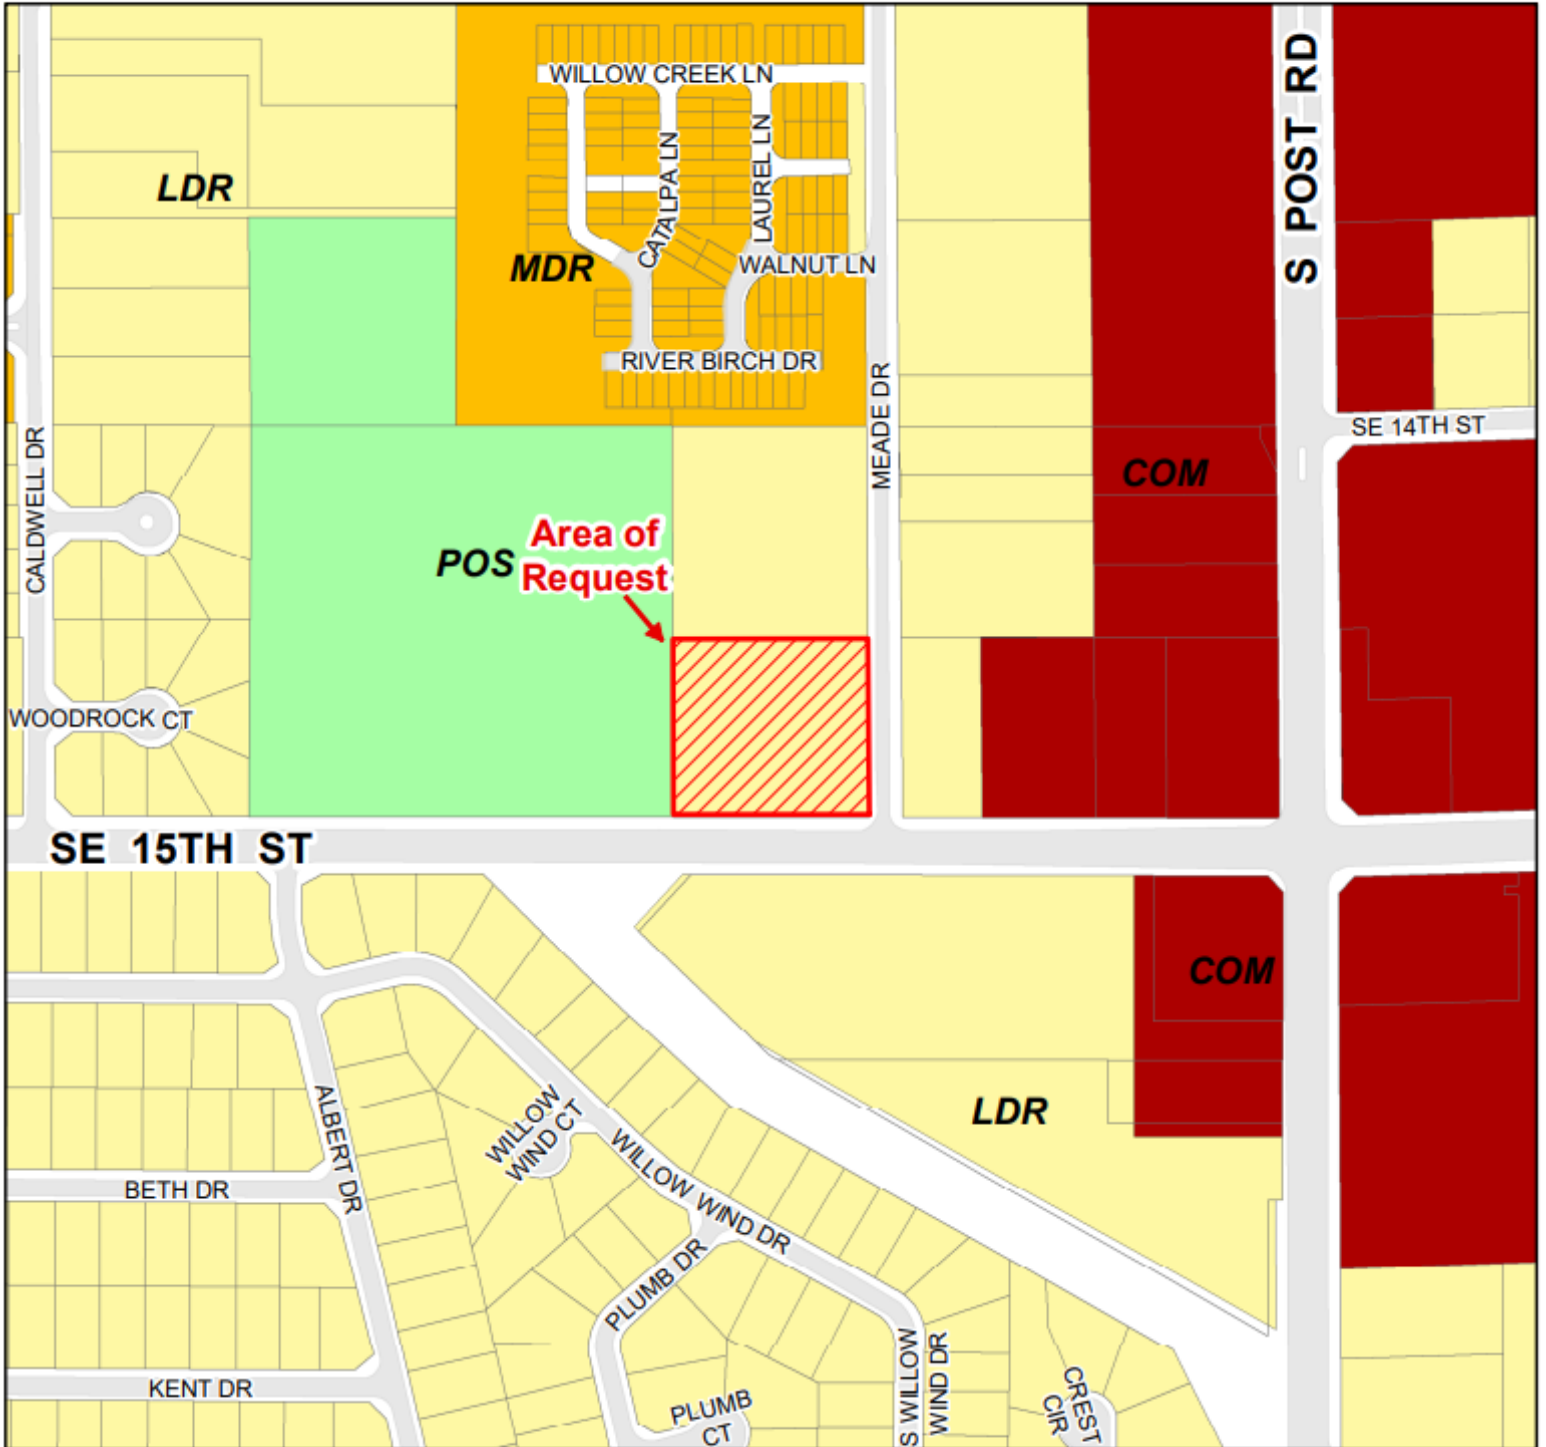 WILLOW CREEK LN
S POST RD
LDR
CATALPA LN
LAUREL LN
MDR
WALNUT LN
RIVER BIRCH DR
MEADE DR
SE 14TH ST
CALDWELL DR
COM
Area of
Request
POS
WOODROCK CT
SE 15TH ST
COM
ALBERT DR
WILLOW
WIND CT
LDR
WILLOW WIND DR
BETH DR
PLUMB DR
KENT DR
PLUMB
CT
S WILLOW
WIND DR
CREST
CIR